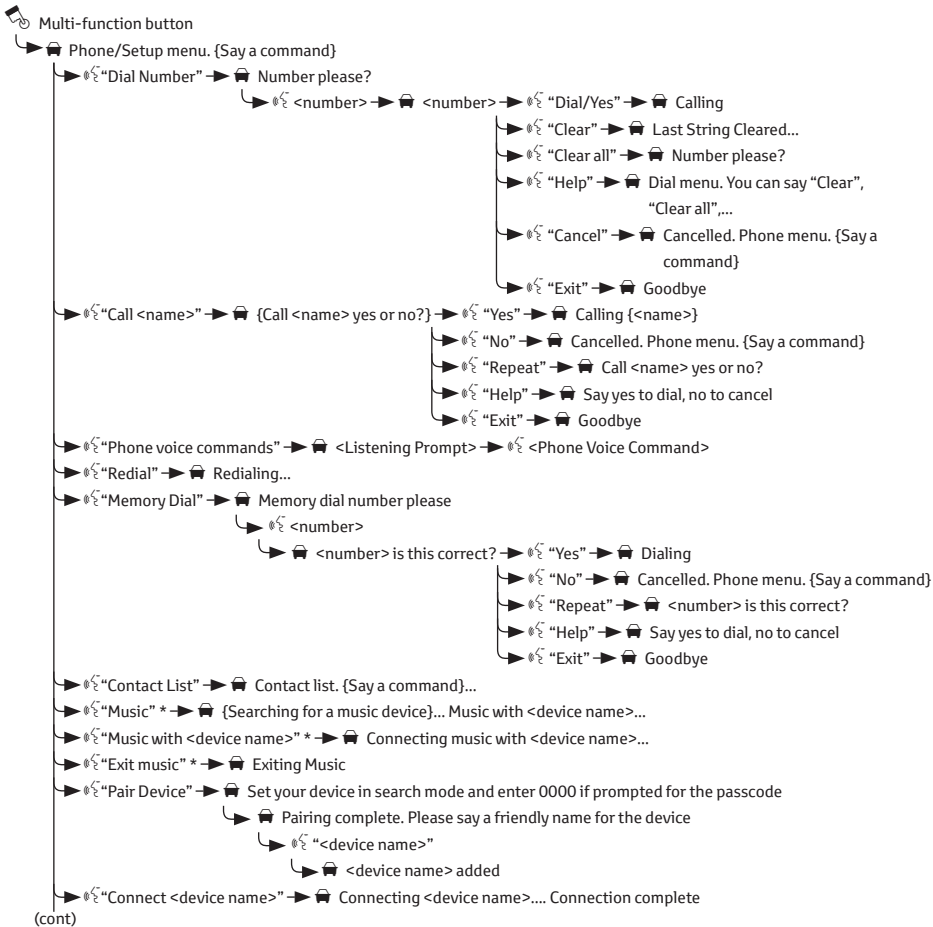 Multi-function button
Phone/Setup menu. {Say a command}
“Dial Number” Number please?
<number> <number> “Dial/Yes” Calling
“Clear” Last String Cleared...
“Clear all” Number please?
“Help” Dial menu. You can say “Clear”,
“Clear all”,...
“Cancel” Cancelled. Phone menu. {Say a
command}
“Exit” Goodbye
“Call <name>” {Call <name> yes or no?} “Yes” Calling {<name>}
“No” Cancelled. Phone menu. {Say a command}
“Repeat” Call <name> yes or no?
“Help” Say yes to dial, no to cancel
“Exit” Goodbye
“Phone voice commands” <Listening Prompt> <Phone Voice Command>
“Redial” Redialing...
“Memory Dial” Memory dial number please
<number>
<number> is this correct? “Yes” Dialing
“No” Cancelled. Phone menu. {Say a command}
“Repeat” <number> is this correct?
“Help” Say yes to dial, no to cancel
“Exit” Goodbye
“Contact List” Contact list. {Say a command}...
“Music” * {Searching for a music device}... Music with <device name>...
“Music with <device name>” * Connecting music with <device name>...
“Exit music” * Exiting Music
“Pair Device” Set your device in search mode and enter 0000 if prompted for the passcode
Pairing complete. Please say a friendly name for the device
“<device name>”
<device name> added
“Connect <device name>” Connecting <device name>.... Connection complete
(cont)